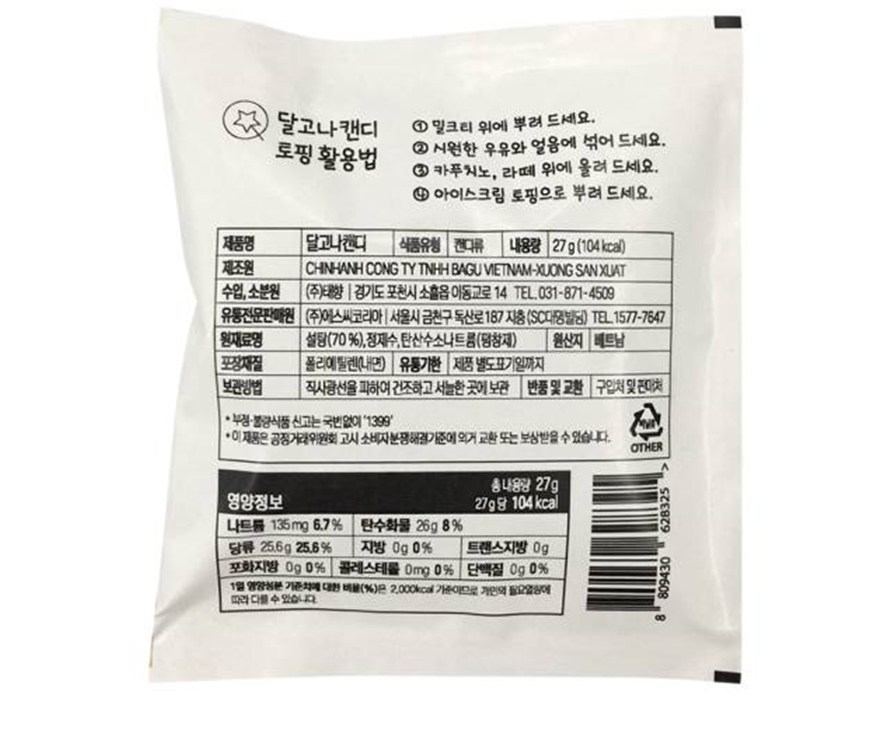 달고나캔디
토핑 활용법
① 밀크티 위에 뿌려 드세요.
② 시원한 우유와 얼음에 섞어 드세요.
③ 카푸치노, 라떼 위에 올려 드세요.
④ 아이스크림 토핑으로 뿌려 드세요.
제품명 달고나캔디 식품유형 캔디류 내용량 27 g (104 kcal)
제조원 CHINHANH CONG TY TNHH BAGU VIETNAM-XUONG SAN XUAT
수입, 소분원 (주)태향 | 경기도 포천시 소흘읍 이동교로 14 TEL.031-871-4509
유통전문판매원 (주)에스씨코리아 | 서울시 금천구 독산로 187 지층 (SC대명빌딩) TEL.1577-7647
원재료명 설탕(70 %),정제수,탄산수소나트륨(팽창제) 원산지 베트남
포장재질 폴리에틸렌(내면) 유통기한 제품 별도표기일까지
보관방법 직사광선을 피하여 건조하고 서늘한 곳에 보관 반품 및 교환 구입처 및 판매처
* 부정·불량식품 신고는 국번없이 '1399'
* 이 제품은 공정거래위원회 고시 소비자분쟁해결기준에 의거 교환 또는 보상받을 수 있습니다.
OTHER
영양정보 총 내용량 27g
27g 당 104 kcal
나트륨 135 mg 6.7 % 탄수화물 26 g 8 %
당류 25.6 g 25.6 % 지방 0 g 0 % 트랜스지방 0 g
포화지방 0 g 0 % 콜레스테롤 0 mg 0 % 단백질 0 g 0 %
1일 영양성분 기준치에 대한 비율(%)은 2,000kcal 기준이므로 개인의 필요열량에
따라 다를 수 있습니다.
8 809430 628325 >